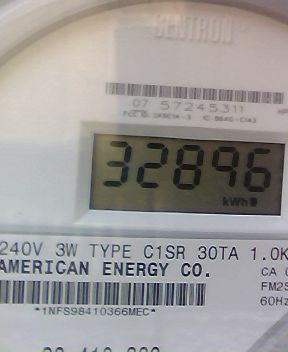 CENTRON®
07 57245311
32896
kWh
240V 3W TYPE C1SR 30TA 1.0K
AMERICAN ENERGY CO.
CA
FM2S
60Hz
*1NFS98410366MEC*